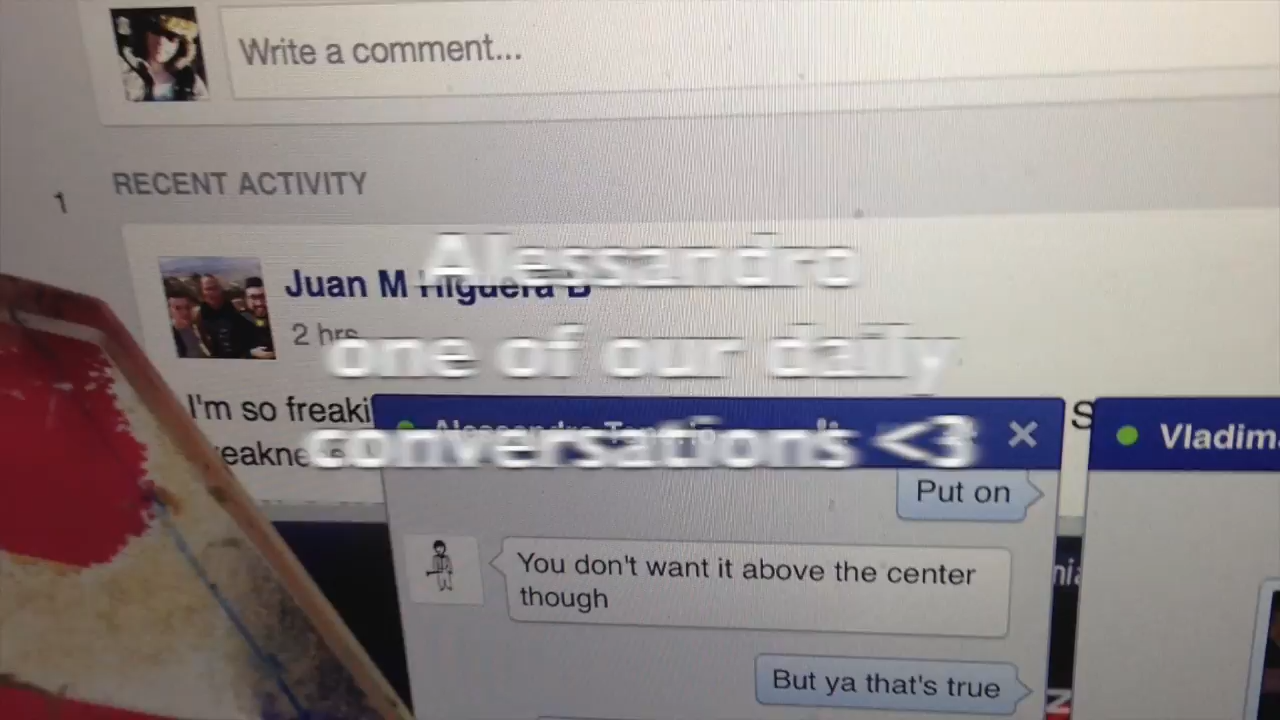 Write a comment...
RECENT ACTIVITY
1
Juan M Higuera B
2 hrs
Alessandro
one of our daily
conversations <3
I'm so freaki
S
eakne
Vladim
Put on
You don't want it above the center
though
But ya that's true